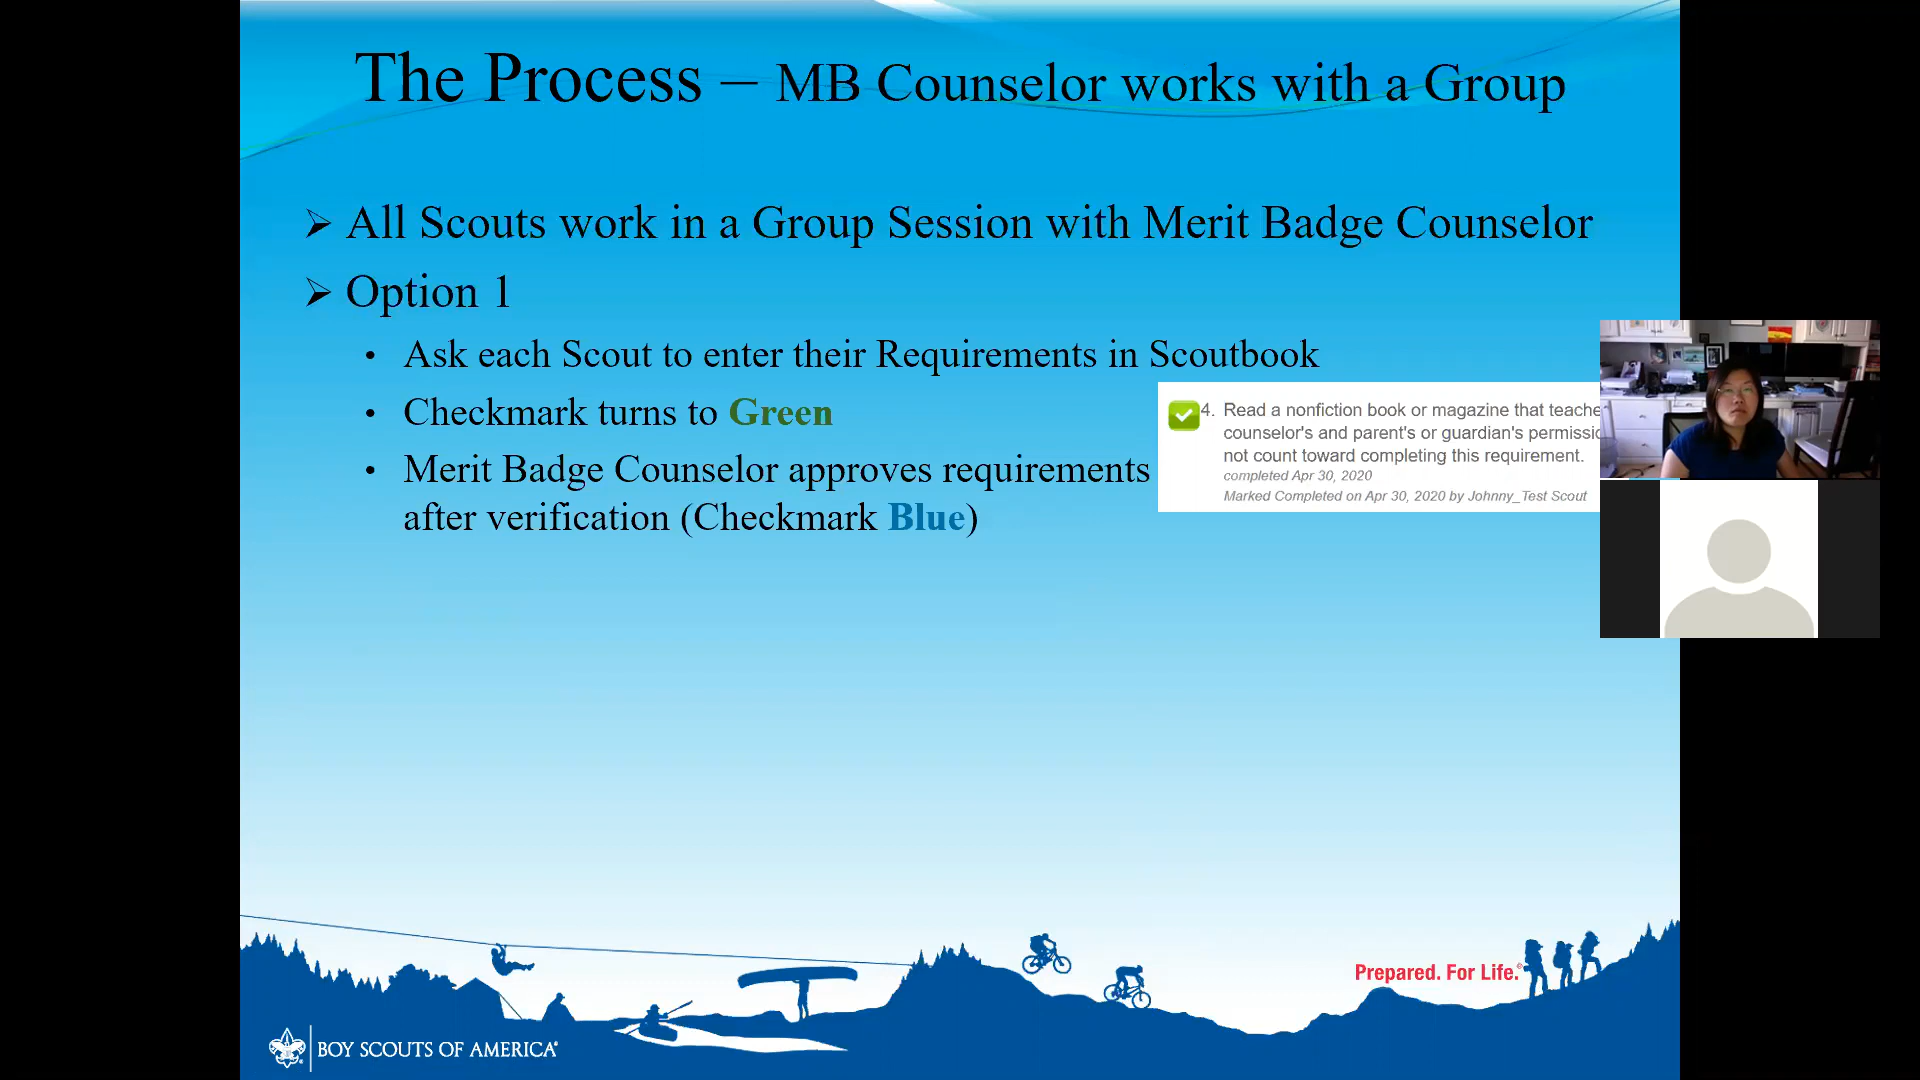 The Process – MB Counselor works with a Group
➢ All Scouts work in a Group Session with Merit Badge Counselor
➢ Option 1
• Ask each Scout to enter their Requirements in Scoutbook
• Checkmark turns to Green
• Merit Badge Counselor approves requirements
after verification (Checkmark Blue)
4. Read a nonfiction book or magazine that
counselor's and parent's or guardian's
not count toward completing this requirement.
completed Apr 30, 2020
Marked Completed on Apr 30, 2020 by Johnny_Test Scout
Prepared. For Life.®
BOY SCOUTS OF AMERICA®